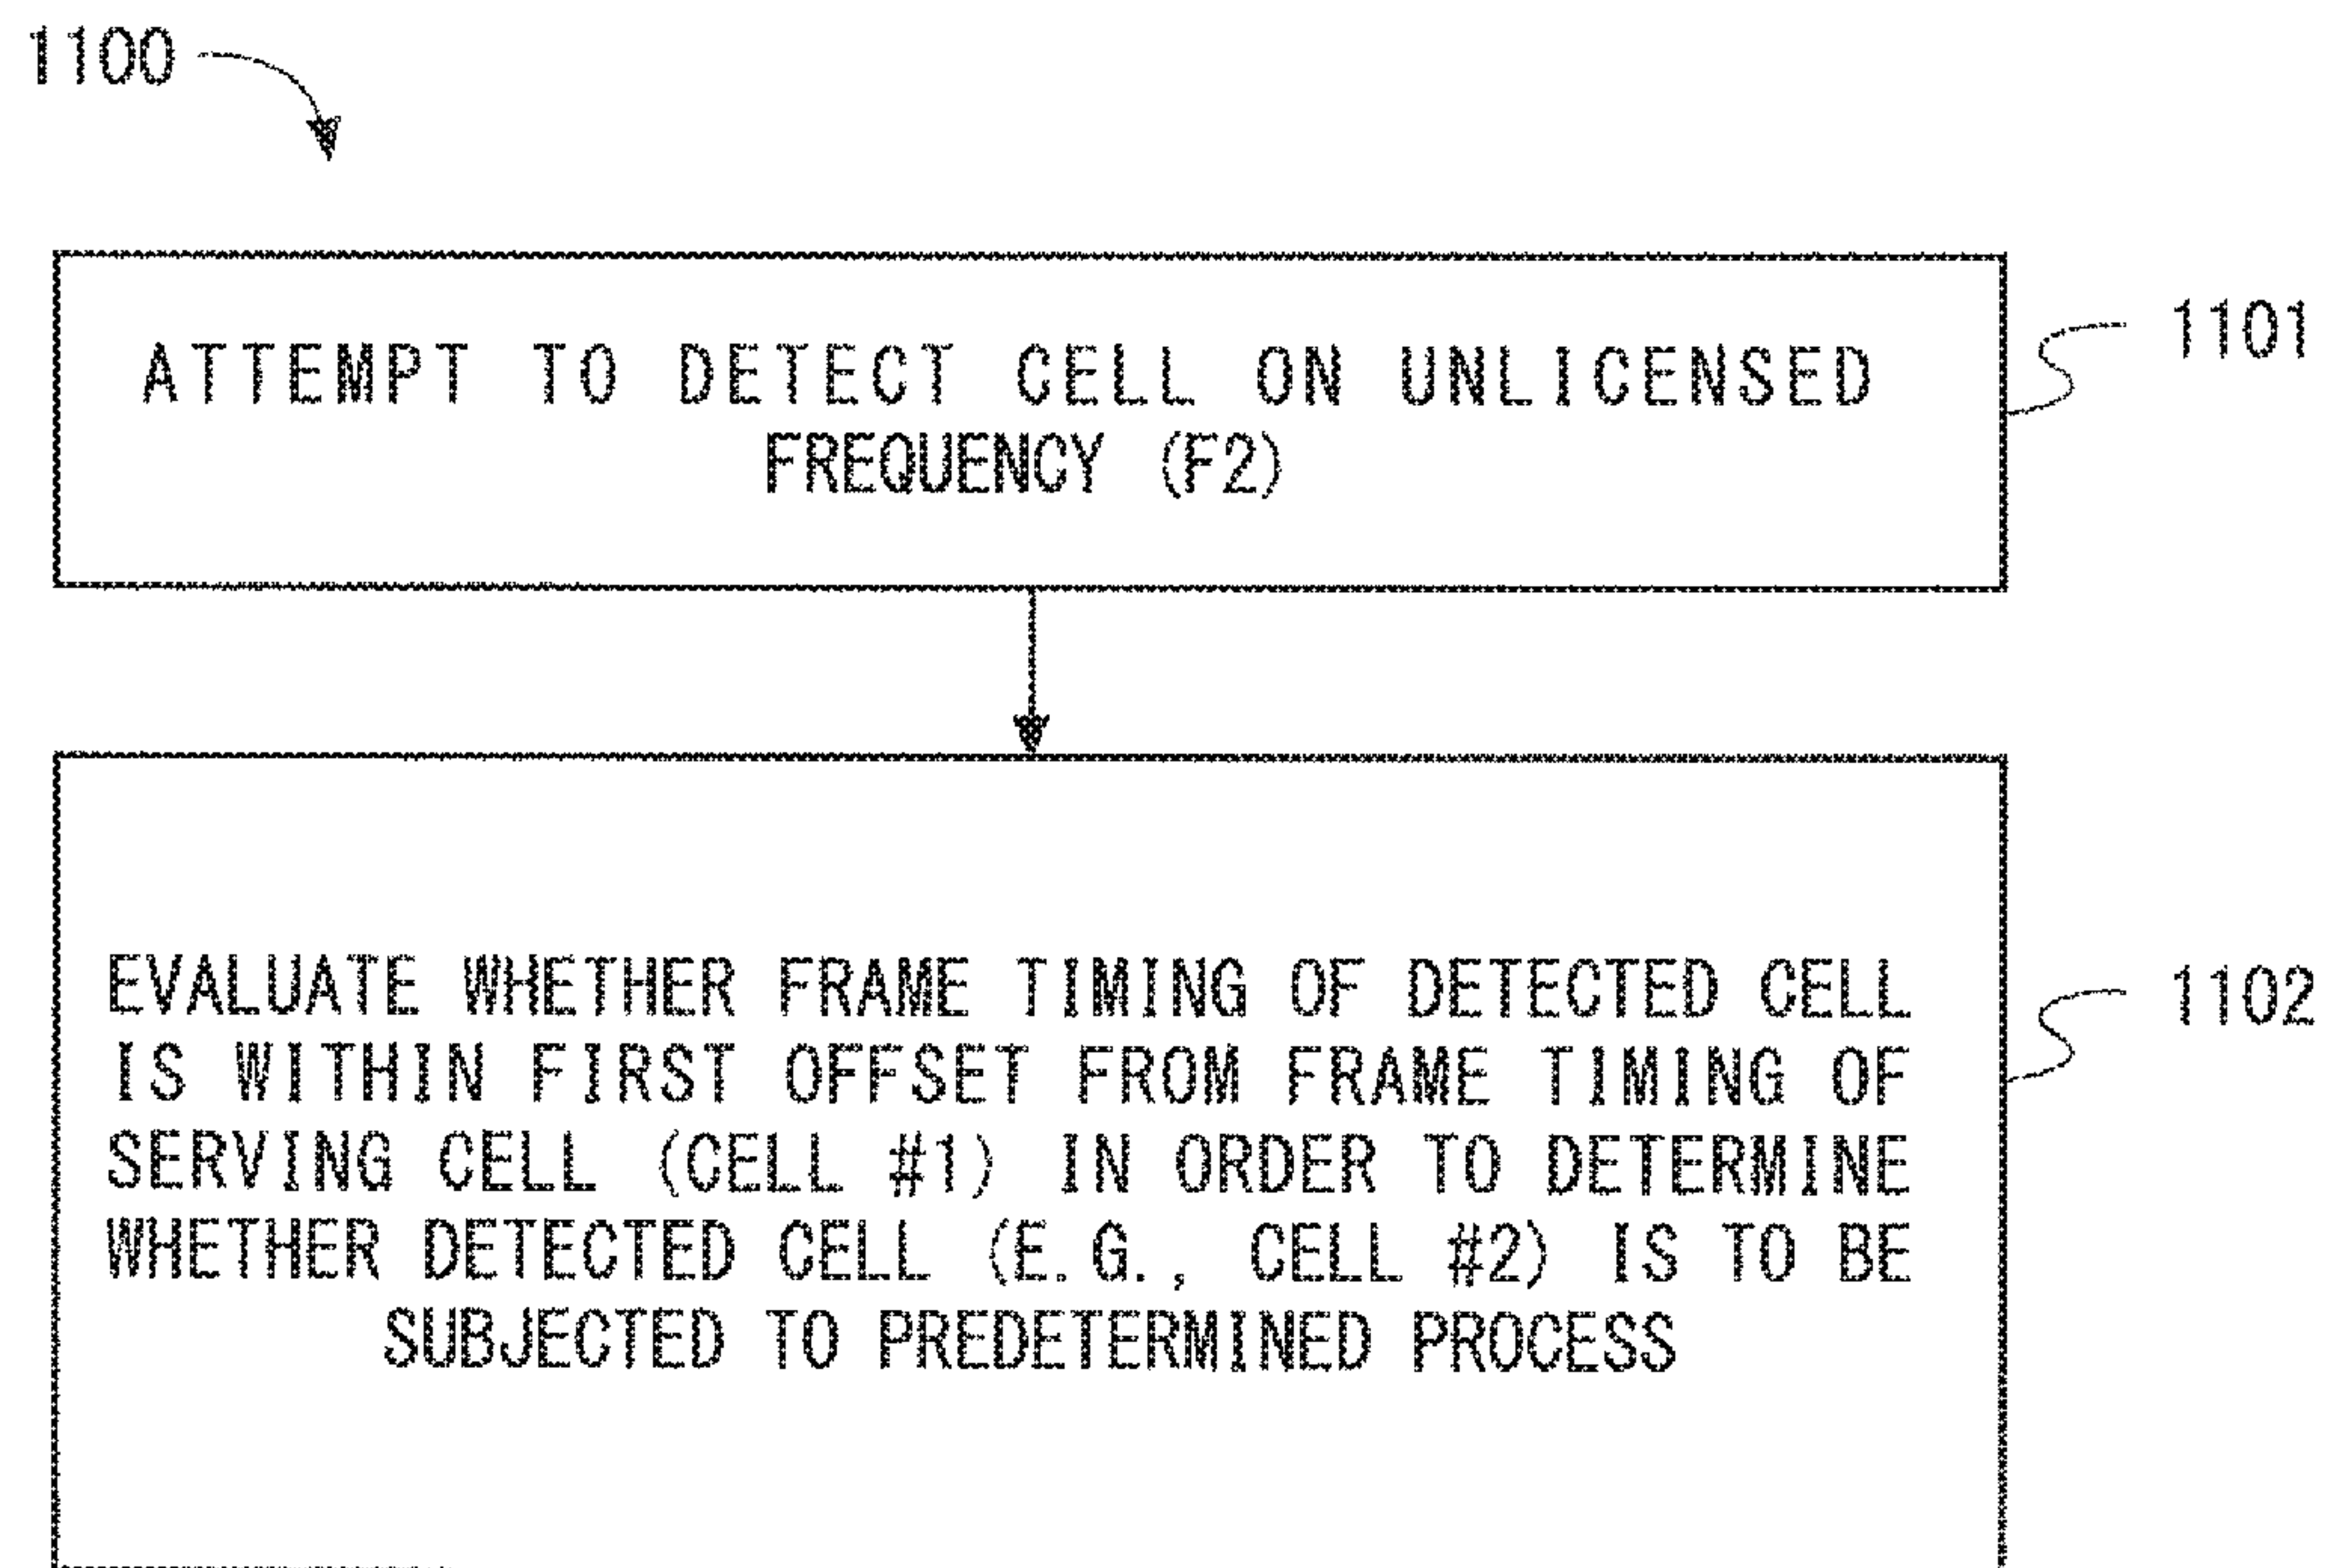 1100
ATTEMPT TO DETECT CELL ON UNLICENSED
FREQUENCY (F2)
1101
EVALUATE WHETHER FRAME TIMING OF DETECTED CELL
IS WITHIN FIRST OFFSET FROM FRAME TIMING OF
SERVING CELL (CELL #1) IN ORDER TO DETERMINE
WHETHER DETECTED CELL (E.G., CELL #2) IS TO BE
SUBJECTED TO PREDETERMINED PROCESS
1102